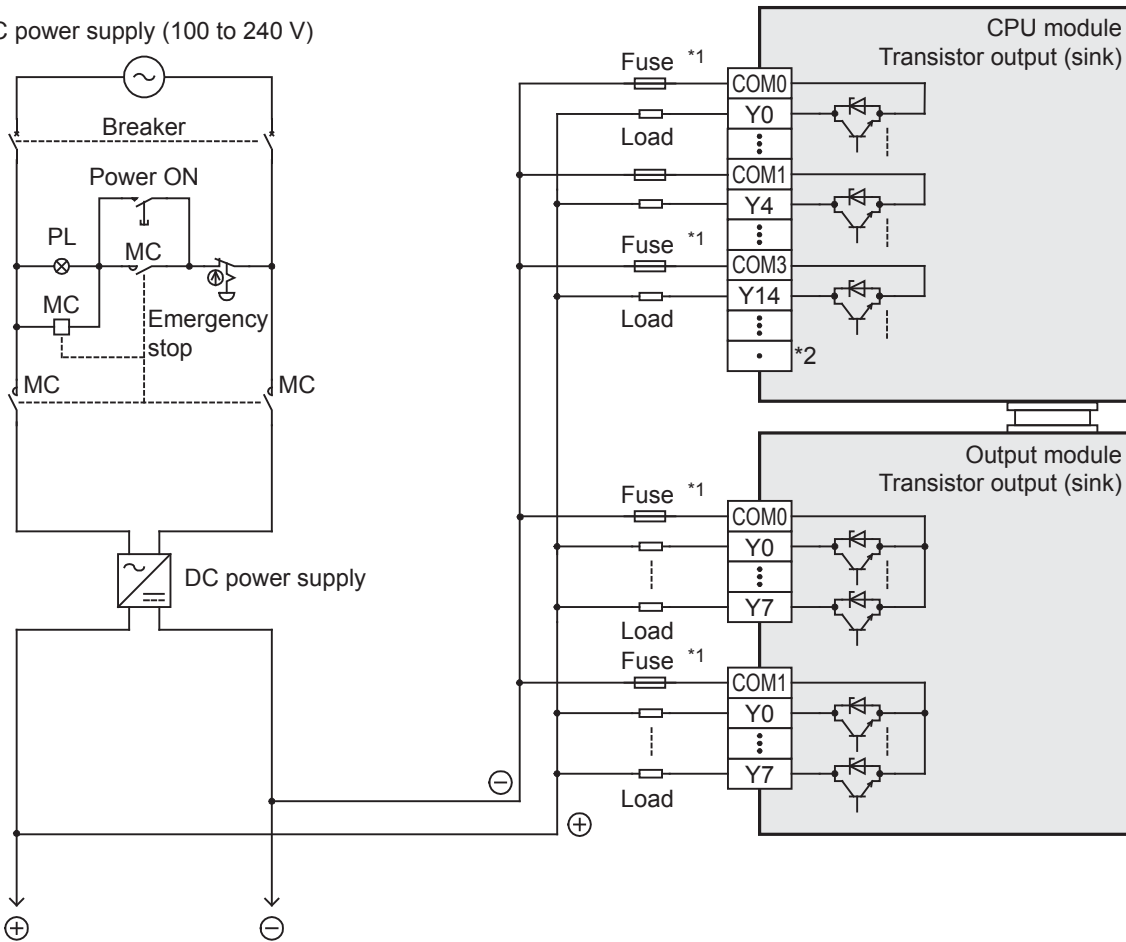 C power supply (100 to 240 V)
Breaker
Power ON
PL
MC
MC
Emergency
stop
MC
MC
DC power supply
CPU module
Transistor output (sink)
Fuse *1
COM0
Y0
Load
COM1
Y4
Fuse *1
COM3
Y14
Load
*2
Output module
Transistor output (sink)
Fuse *1
COM0
Y0
Y7
Load
Fuse *1
COM1
Y0
Y7
Load
⊖
⊕
⊕
⊖